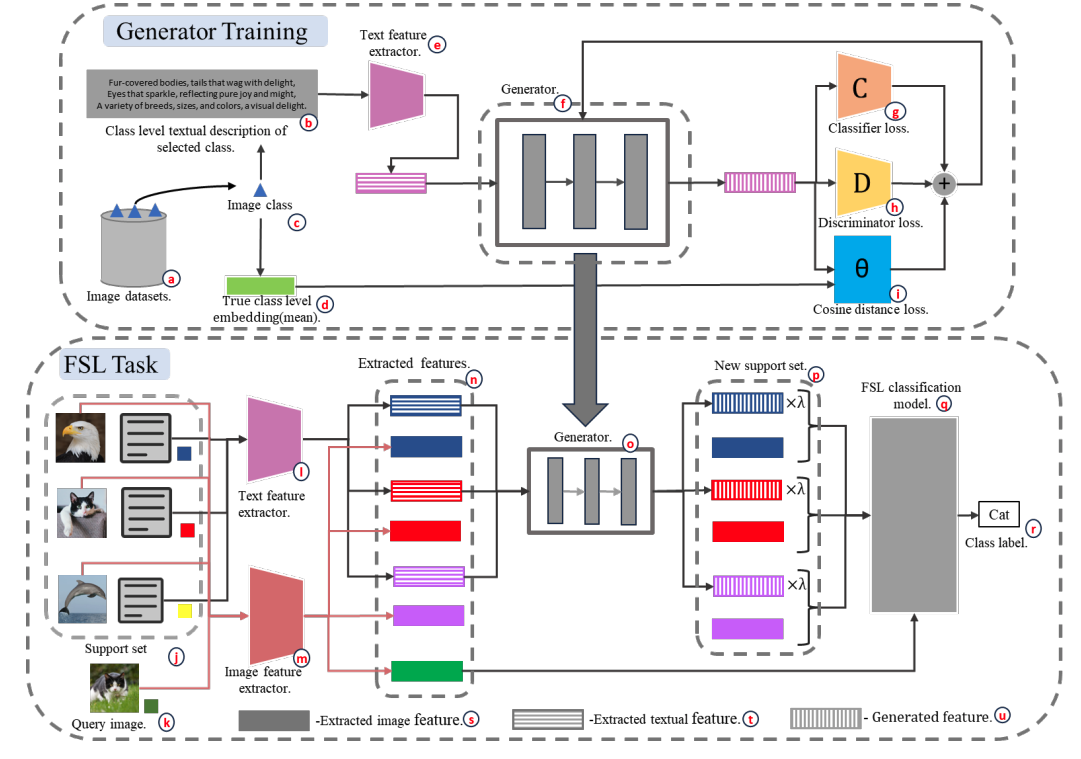 Generator Training
Text feature
extractor.
e
Fur-covered bodies, tails that wag with delight,
Eyes that sparkle, reflecting pure joy and might,
A variety of breeds, sizes, and colors, a visual delight.
b
Class level textual description of
selected class.
Generator.
f
C
g
Classifier loss.
D
h
Discriminator loss.
+
θ
i
Cosine distance loss.
Image class
c
a
Image datasets.
True class level
embedding(mean).
d
FSL Task
Extracted features.
n
New support set.
p
FSL classification
model.
q
×λ
×λ
×λ
Generator.
o
l
Text feature
extractor.
Cat
r
Class label.
Support set
j
m
Image feature
extractor.
Query image.
k
-Extracted image feature.
s
-Extracted textual feature.
t
- Generated feature.
u